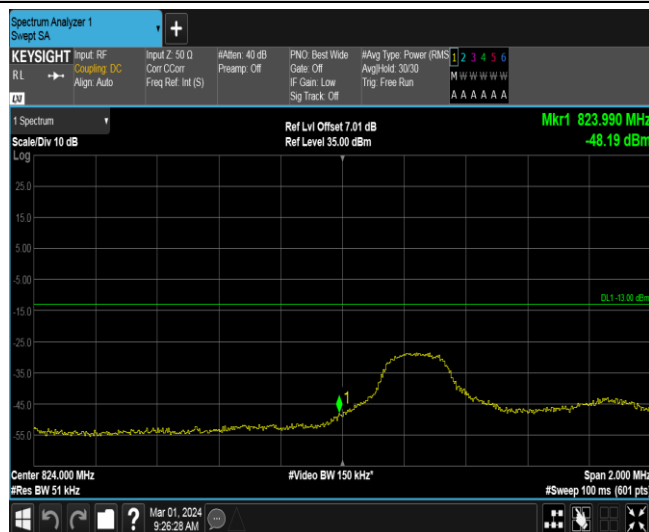 Spectrum Analyzer 1
Swept SA
+
KEYSIGHT
RL
LXI
Input: RF
Coupling: DC
Align: Auto
Input Z: 50 Ω
Corr CCorr
Freq Ref: Int (S)
#Atten: 40 dB
Preamp: Off
PNO: Best Wide
Gate: Off
IF Gain: Low
Sig Track: Off
#Avg Type: Power (RMS
Avg|Hold: 30/30
Trig: Free Run
1 2 3 4 5 6
M W W W W W
A A A A A A
1 Spectrum
Scale/Div 10 dB
Log
Ref Lvl Offset 7.01 dB
Ref Level 35.00 dBm
Mkr1 823.990 MHz
-48.19 dBm
25.0
15.0
5.00
-5.00
DL1 -13.00 dBm
-15.0
-25.0
-35.0
1
-45.0
-55.0
Center 824.000 MHz
#Res BW 51 kHz
#Video BW 150 kHz*
Span 2.000 MHz
#Sweep 100 ms (601 pts)
?
Mar 01, 2024
9:26:28 AM